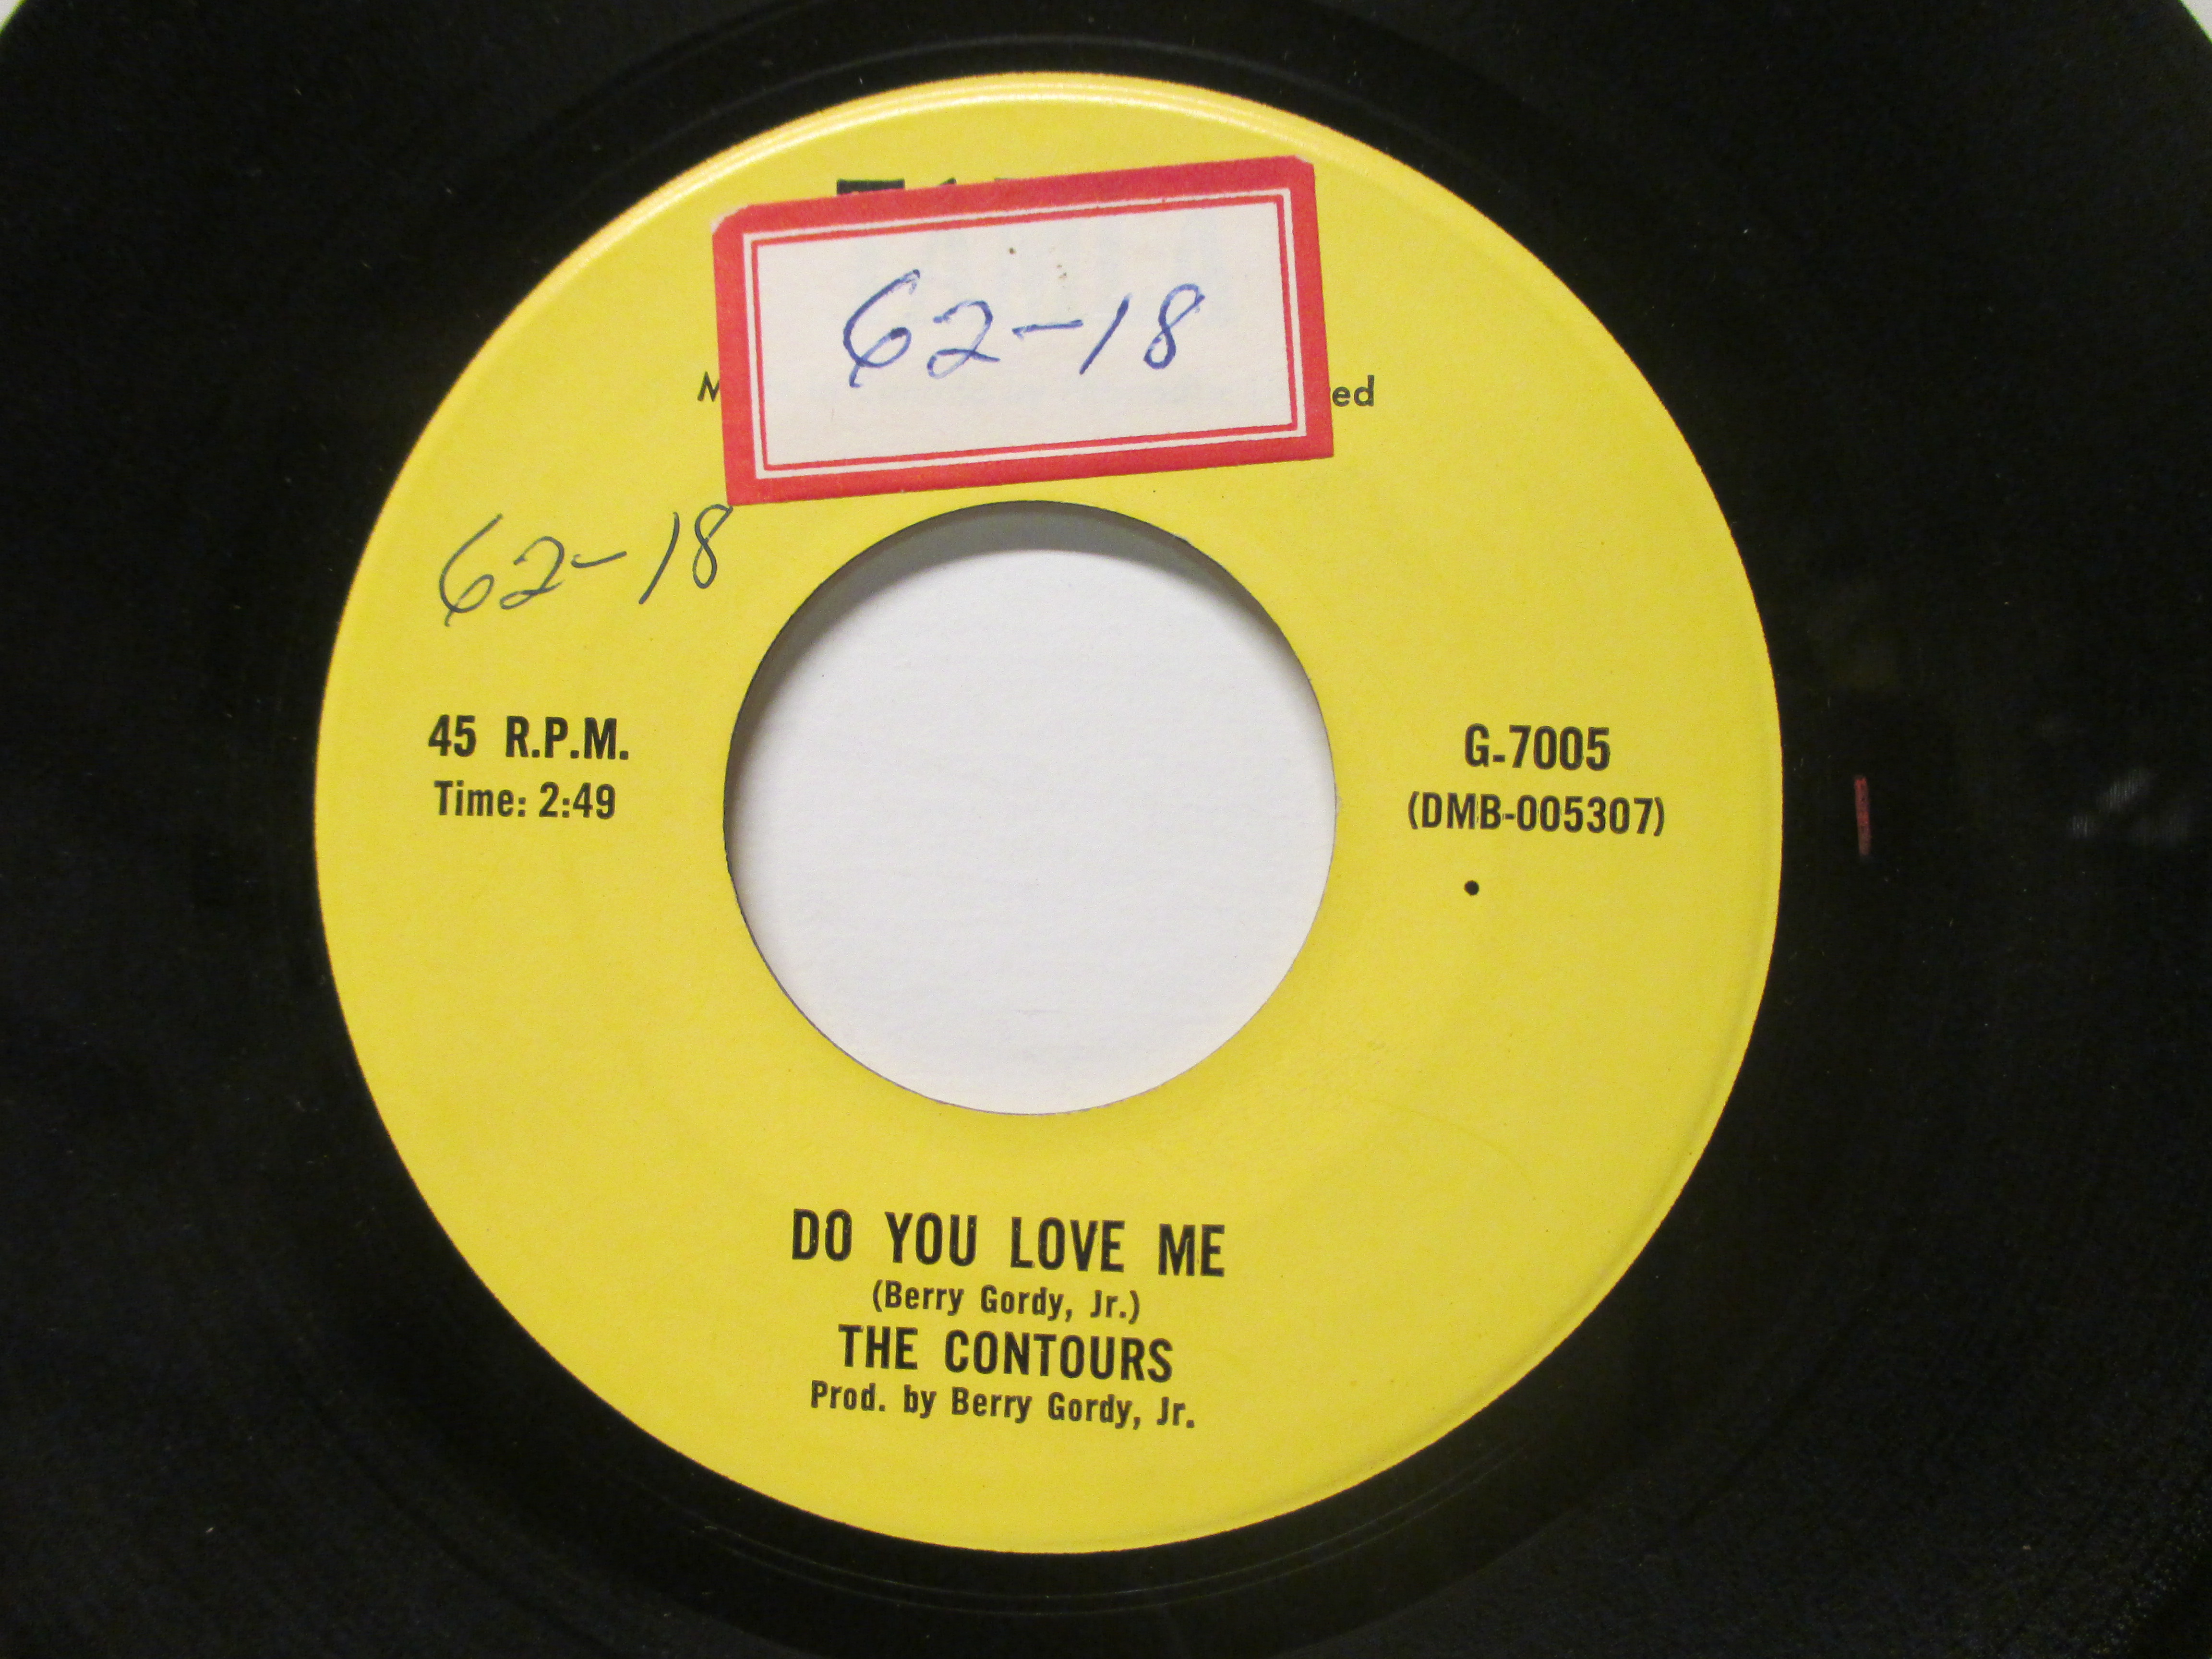 62-18
ed
62-18
45 R.P.M.
Time: 2:49
G-7005
(DMB-005307)
DO YOU LOVE ME
(Berry Gordy, Jr.)
THE CONTOURS
Prod. by Berry Gordy, Jr.